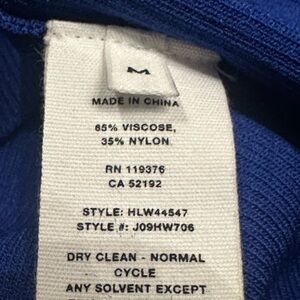 M
MADE IN CHINA
65% VISCOSE,
35% NYLON
RN 119376
CA 52192
STYLE: HLW44547
STYLE #: J09HW706
DRY CLEAN - NORMAL
CYCLE
ANY SOLVENT EXCEPT